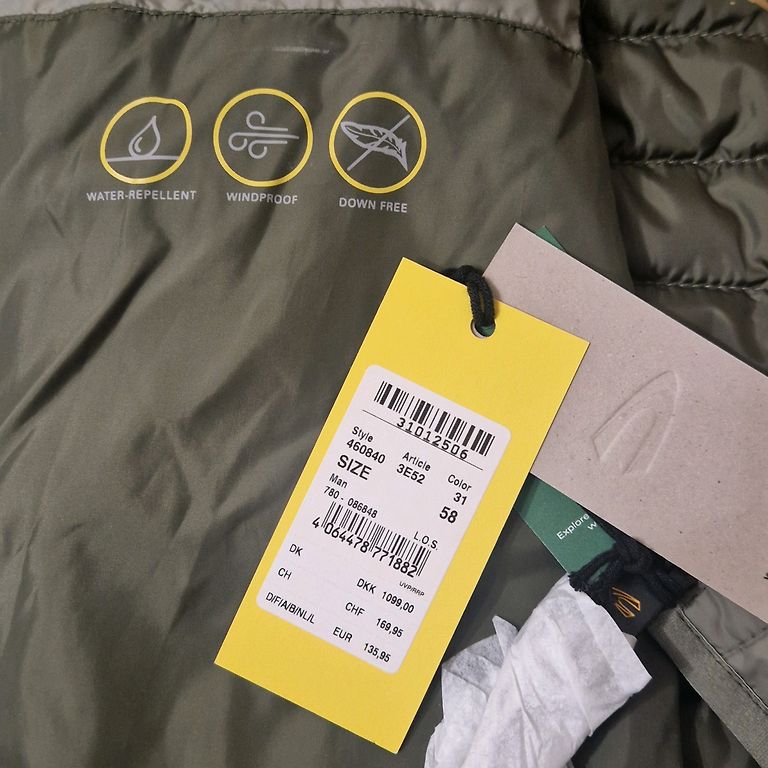 WATER-REPELLENT
WINDPROOF
DOWN FREE
31012506
Style
Article
Color
460840
3E52
31
SIZE
58
Man
780 - 086848
L.O.S.
4 064478 771882
UVP/RRP
DK
DKK 1099,00
CH
CHF 169,95
D/F/A/B/NL/L
EUR 135,95
Explore